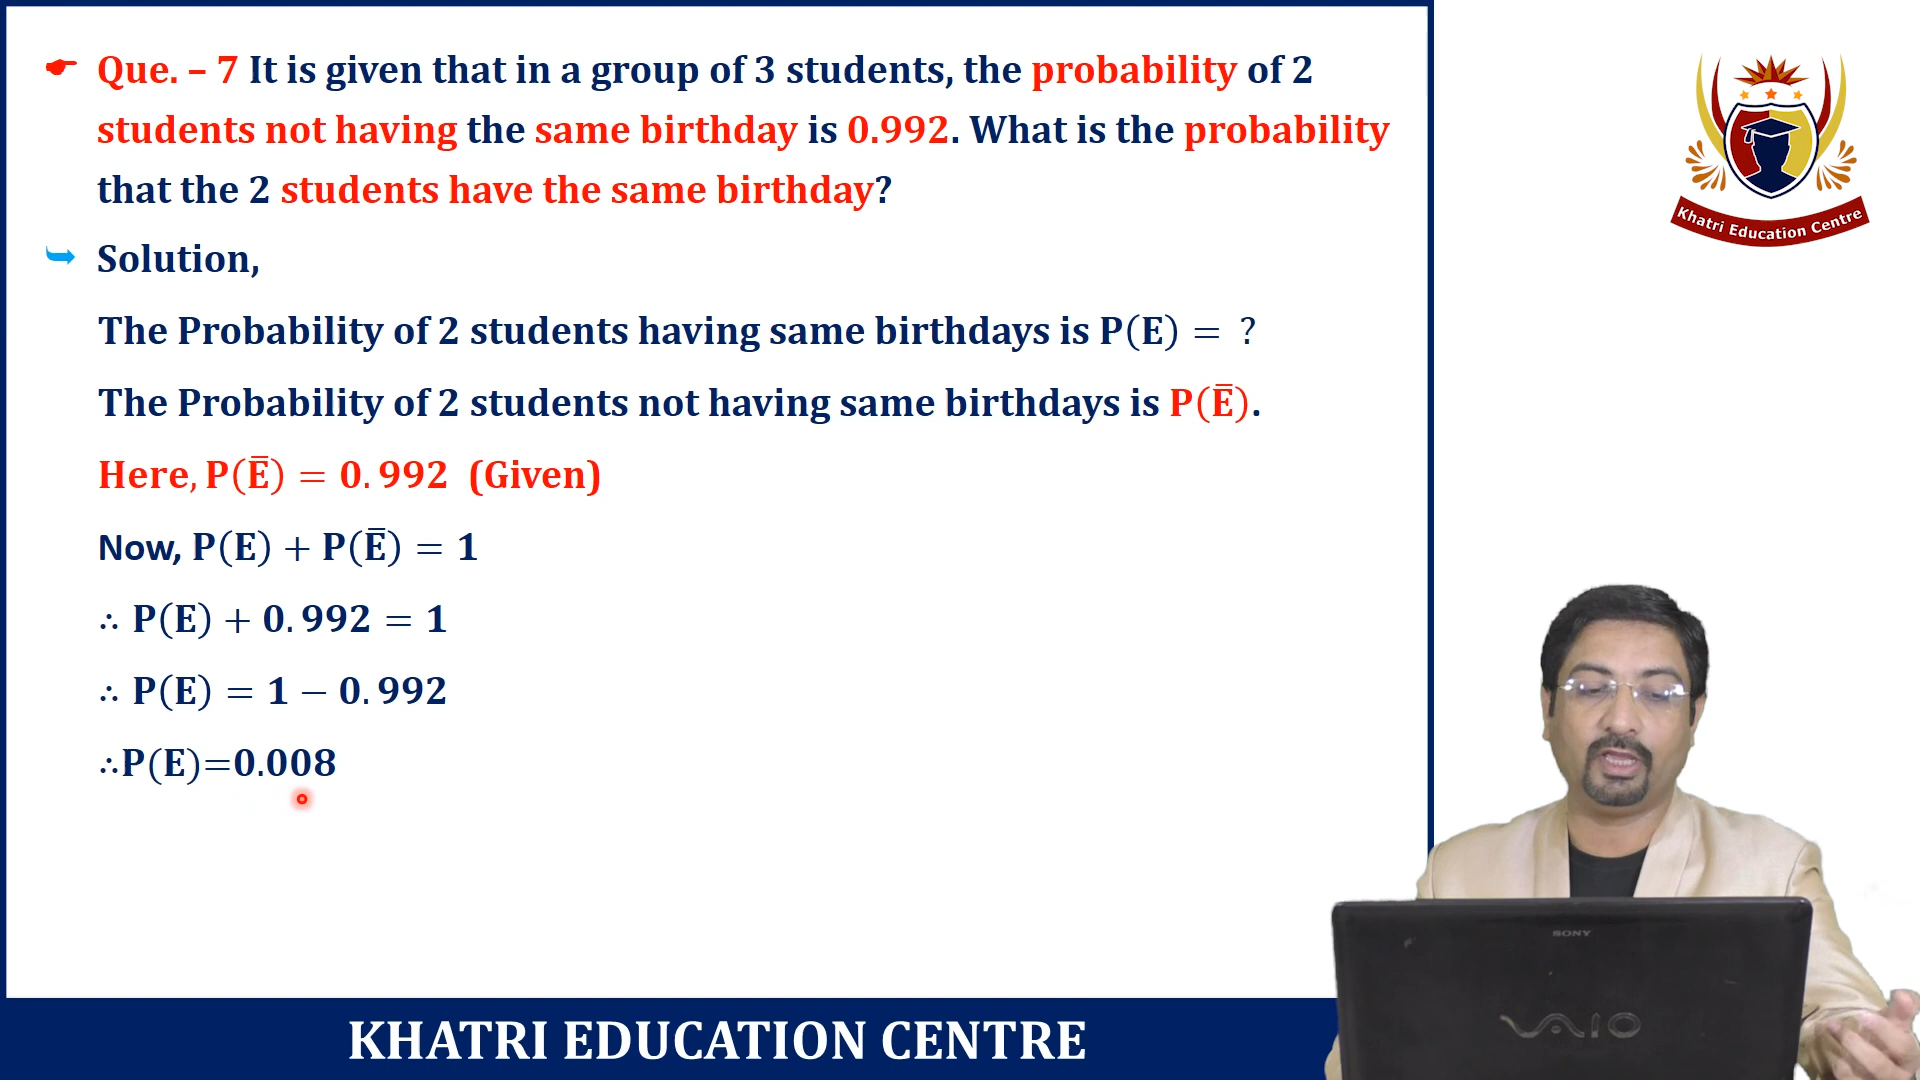 Que. – 7 It is given that in a group of 3 students, the probability of 2
students not having the same birthday is 0.992. What is the probability
that the 2 students have the same birthday?
Solution,
The Probability of 2 students having same birthdays is P(E) = ?
The Probability of 2 students not having same birthdays is P(E̅).
Here, P(E̅) = 0.992 (Given)
Now, P(E) + P(E̅) = 1
∴ P(E) + 0.992 = 1
∴ P(E) = 1 − 0.992
∴P(E)=0.008
Khatri Education Centre
SONY
VAIO
KHATRI EDUCATION CENTRE